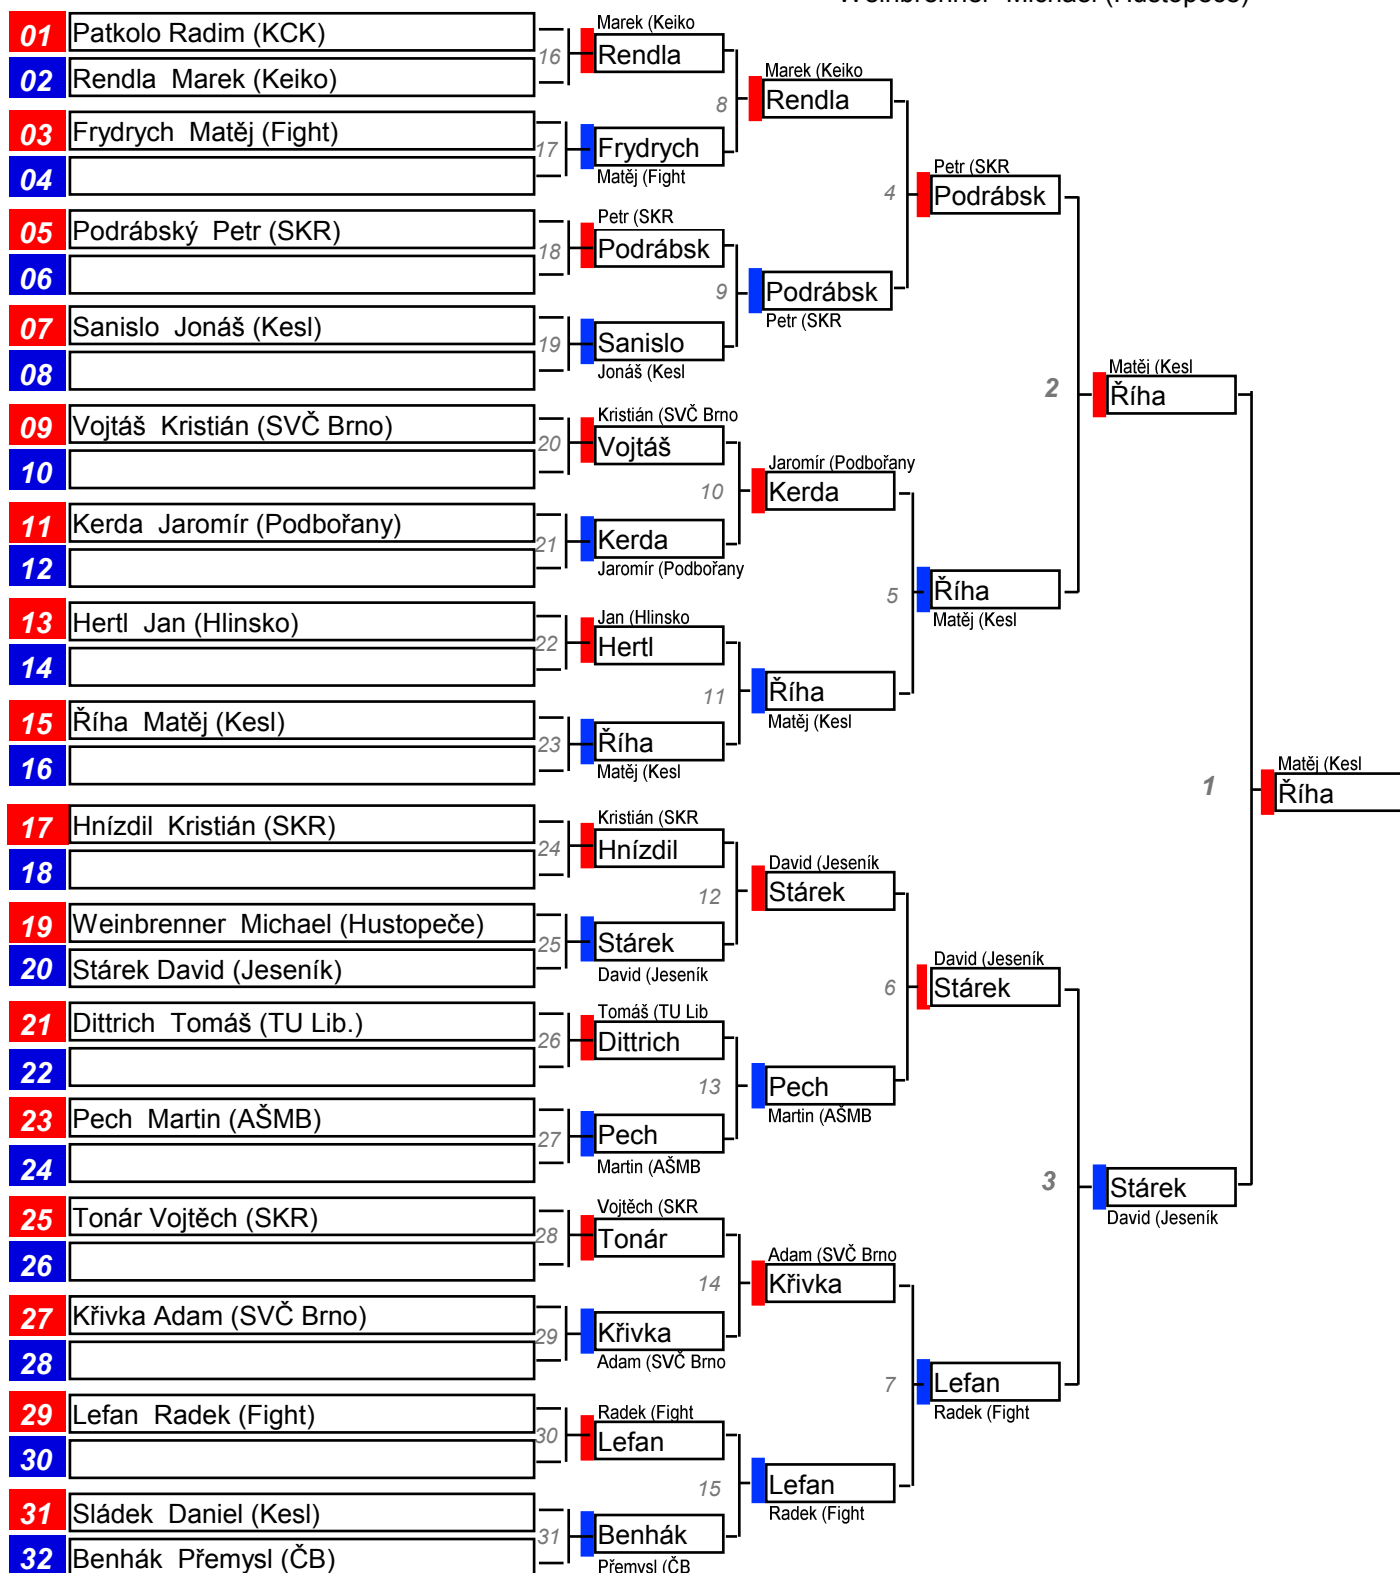 Weinbrenner Michael (Hustopeče)
01 Patkolo Radim (KCK)
02 Rendla Marek (Keiko)
03 Frydrych Matěj (Fight)
04
05 Podrábský Petr (SKR)
06
07 Sanislo Jonáš (Kesl)
08
09 Vojtáš Kristián (SVČ Brno)
10
11 Kerda Jaromír (Podbořany)
12
13 Hertl Jan (Hlinsko)
14
15 Říha Matěj (Kesl)
16
17 Hnízdil Kristián (SKR)
18
19 Weinbrenner Michael (Hustopeče)
20 Stárek David (Jeseník)
21 Dittrich Tomáš (TU Lib.)
22
23 Pech Martin (AŠMB)
24
25 Tonár Vojtěch (SKR)
26
27 Křivka Adam (SVČ Brno)
28
29 Lefan Radek (Fight)
30
31 Sládek Daniel (Kesl)
32 Benhák Přemysl (ČB)
Marek (Keiko
16 Rendla
17 Frydrych
Matěj (Fight
Petr (SKR
18 Podrábsk
19 Sanislo
Jonáš (Kesl
Kristián (SVČ Brno
20 Vojtáš
21 Kerda
Jaromír (Podbořany
Jan (Hlinsko
22 Hertl
23 Říha
Matěj (Kesl
Kristián (SKR
24 Hnízdil
25 Stárek
David (Jeseník
Tomáš (TU Lib
26 Dittrich
27 Pech
Martin (AŠMB
Vojtěch (SKR
28 Tonár
29 Křivka
Adam (SVČ Brno
Radek (Fight
30 Lefan
31 Benhák
Přemysl (ČB
Marek (Keiko
8 Rendla
9 Podrábsk
Petr (SKR
Jaromír (Podbořany
10 Kerda
11 Říha
Matěj (Kesl
David (Jeseník
12 Stárek
13 Pech
Martin (AŠMB
Adam (SVČ Brno
14 Křivka
15 Lefan
Radek (Fight
Petr (SKR
4 Podrábsk
5 Říha
Matěj (Kesl
David (Jeseník
6 Stárek
7 Lefan
Radek (Fight
Matěj (Kesl
2 Říha
3 Stárek
David (Jeseník
Matěj (Kesl
1 Říha